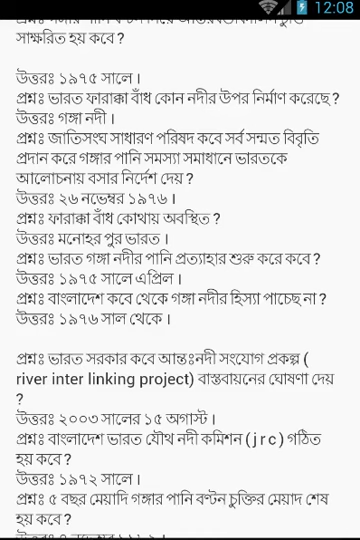 12:08
সাক্ষরিত হয় কবে ?
উত্তরঃ ১৯৭৫ সালে ।
প্রশ্নঃ ভারত ফারাক্কা বাঁধ কোন নদীর উপর নির্মাণ করেছে ?
উত্তরঃ গঙ্গা নদী ।
প্রশ্নঃ জাতিসংঘ সাধারণ পরিষদ কবে সর্ব সন্মত বিবৃতি
প্রদান করে গঙ্গার পানি সমস্যা সমাধানে ভারতকে
আলোচনায় বসার নির্দেশ দেয় ?
উত্তরঃ ২৬ নভেম্বর ১৯৭৬ ।
প্রশ্নঃ ফারাক্কা বাঁধ কোথায় অবস্থিত ?
উত্তরঃ মনোহর পুর ভারত ।
প্রশ্নঃ ভারত গঙ্গা নদীর পানি প্রত্যাহার শুরু করে কবে ?
উত্তরঃ ১৯৭৫ সালে এপ্রিল ।
প্রশ্নঃ বাংলাদেশ কবে থেকে গঙ্গা নদীর হিস্যা পাচেছ না ?
উত্তরঃ ১৯৭৬ সাল থেকে ।
প্রশ্নঃ ভারত সরকার কবে আন্তঃনদী সংযোগ প্রকল্প (
river inter linking project) বাস্তবায়নের ঘোষণা দেয়
?
উত্তরঃ ২০০৩ সালের ১৫ অগাস্ট ।
প্রশ্নঃ বাংলাদেশ ভারত যৌথ নদী কমিশন ( j r c ) গঠিত
হয় কবে ?
উত্তরঃ ১৯৭২ সালে ।
প্রশ্নঃ ৫ বছর মেয়াদি গঙ্গার পানি বণ্টন চুক্তির মেয়াদ শেষ
হয় কবে ?